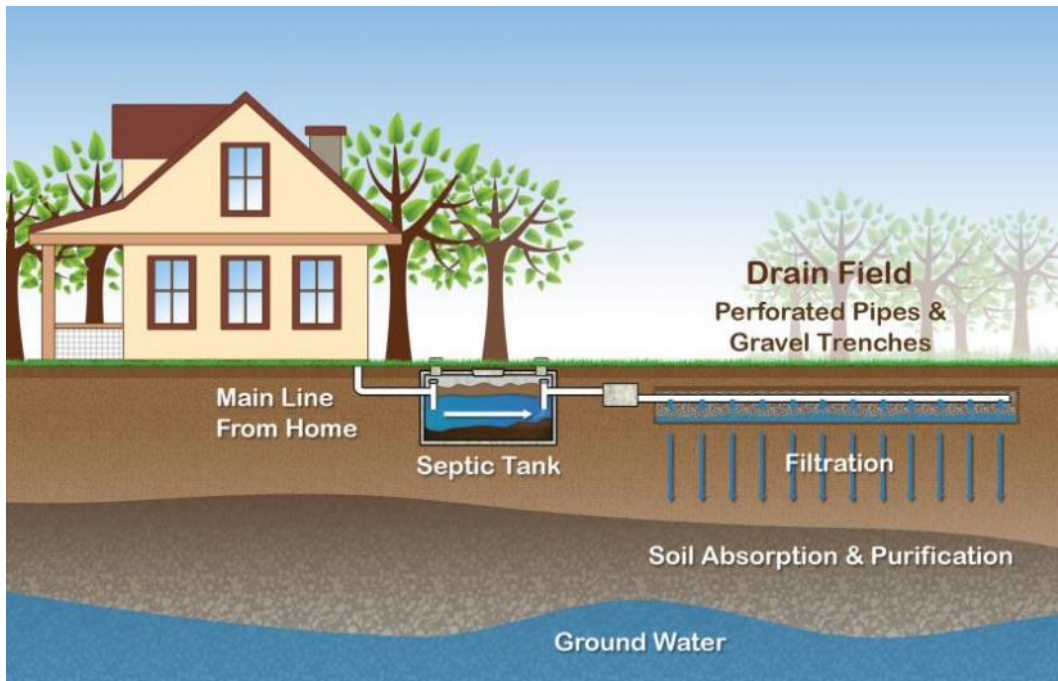 Drain Field
Perforated Pipes &
Gravel Trenches
Main Line
From Home
Septic Tank
Filtration
Soil Absorption & Purification
Ground Water